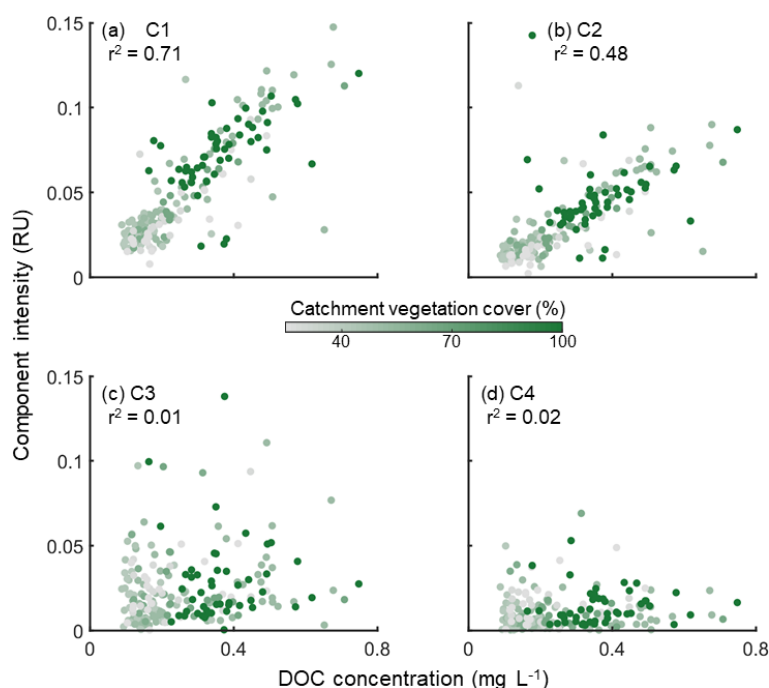 (a) C1
r² = 0.71
(b) C2
r² = 0.48
0.15
0.1
0.05
0
Component intensity (RU)
Catchment vegetation cover (%)
40 70 100
(c) C3
r² = 0.01
(d) C4
r² = 0.02
0.15
0.1
0.05
0
0 0.4 0.8 0 0.4 0.8
DOC concentration (mg L⁻¹)